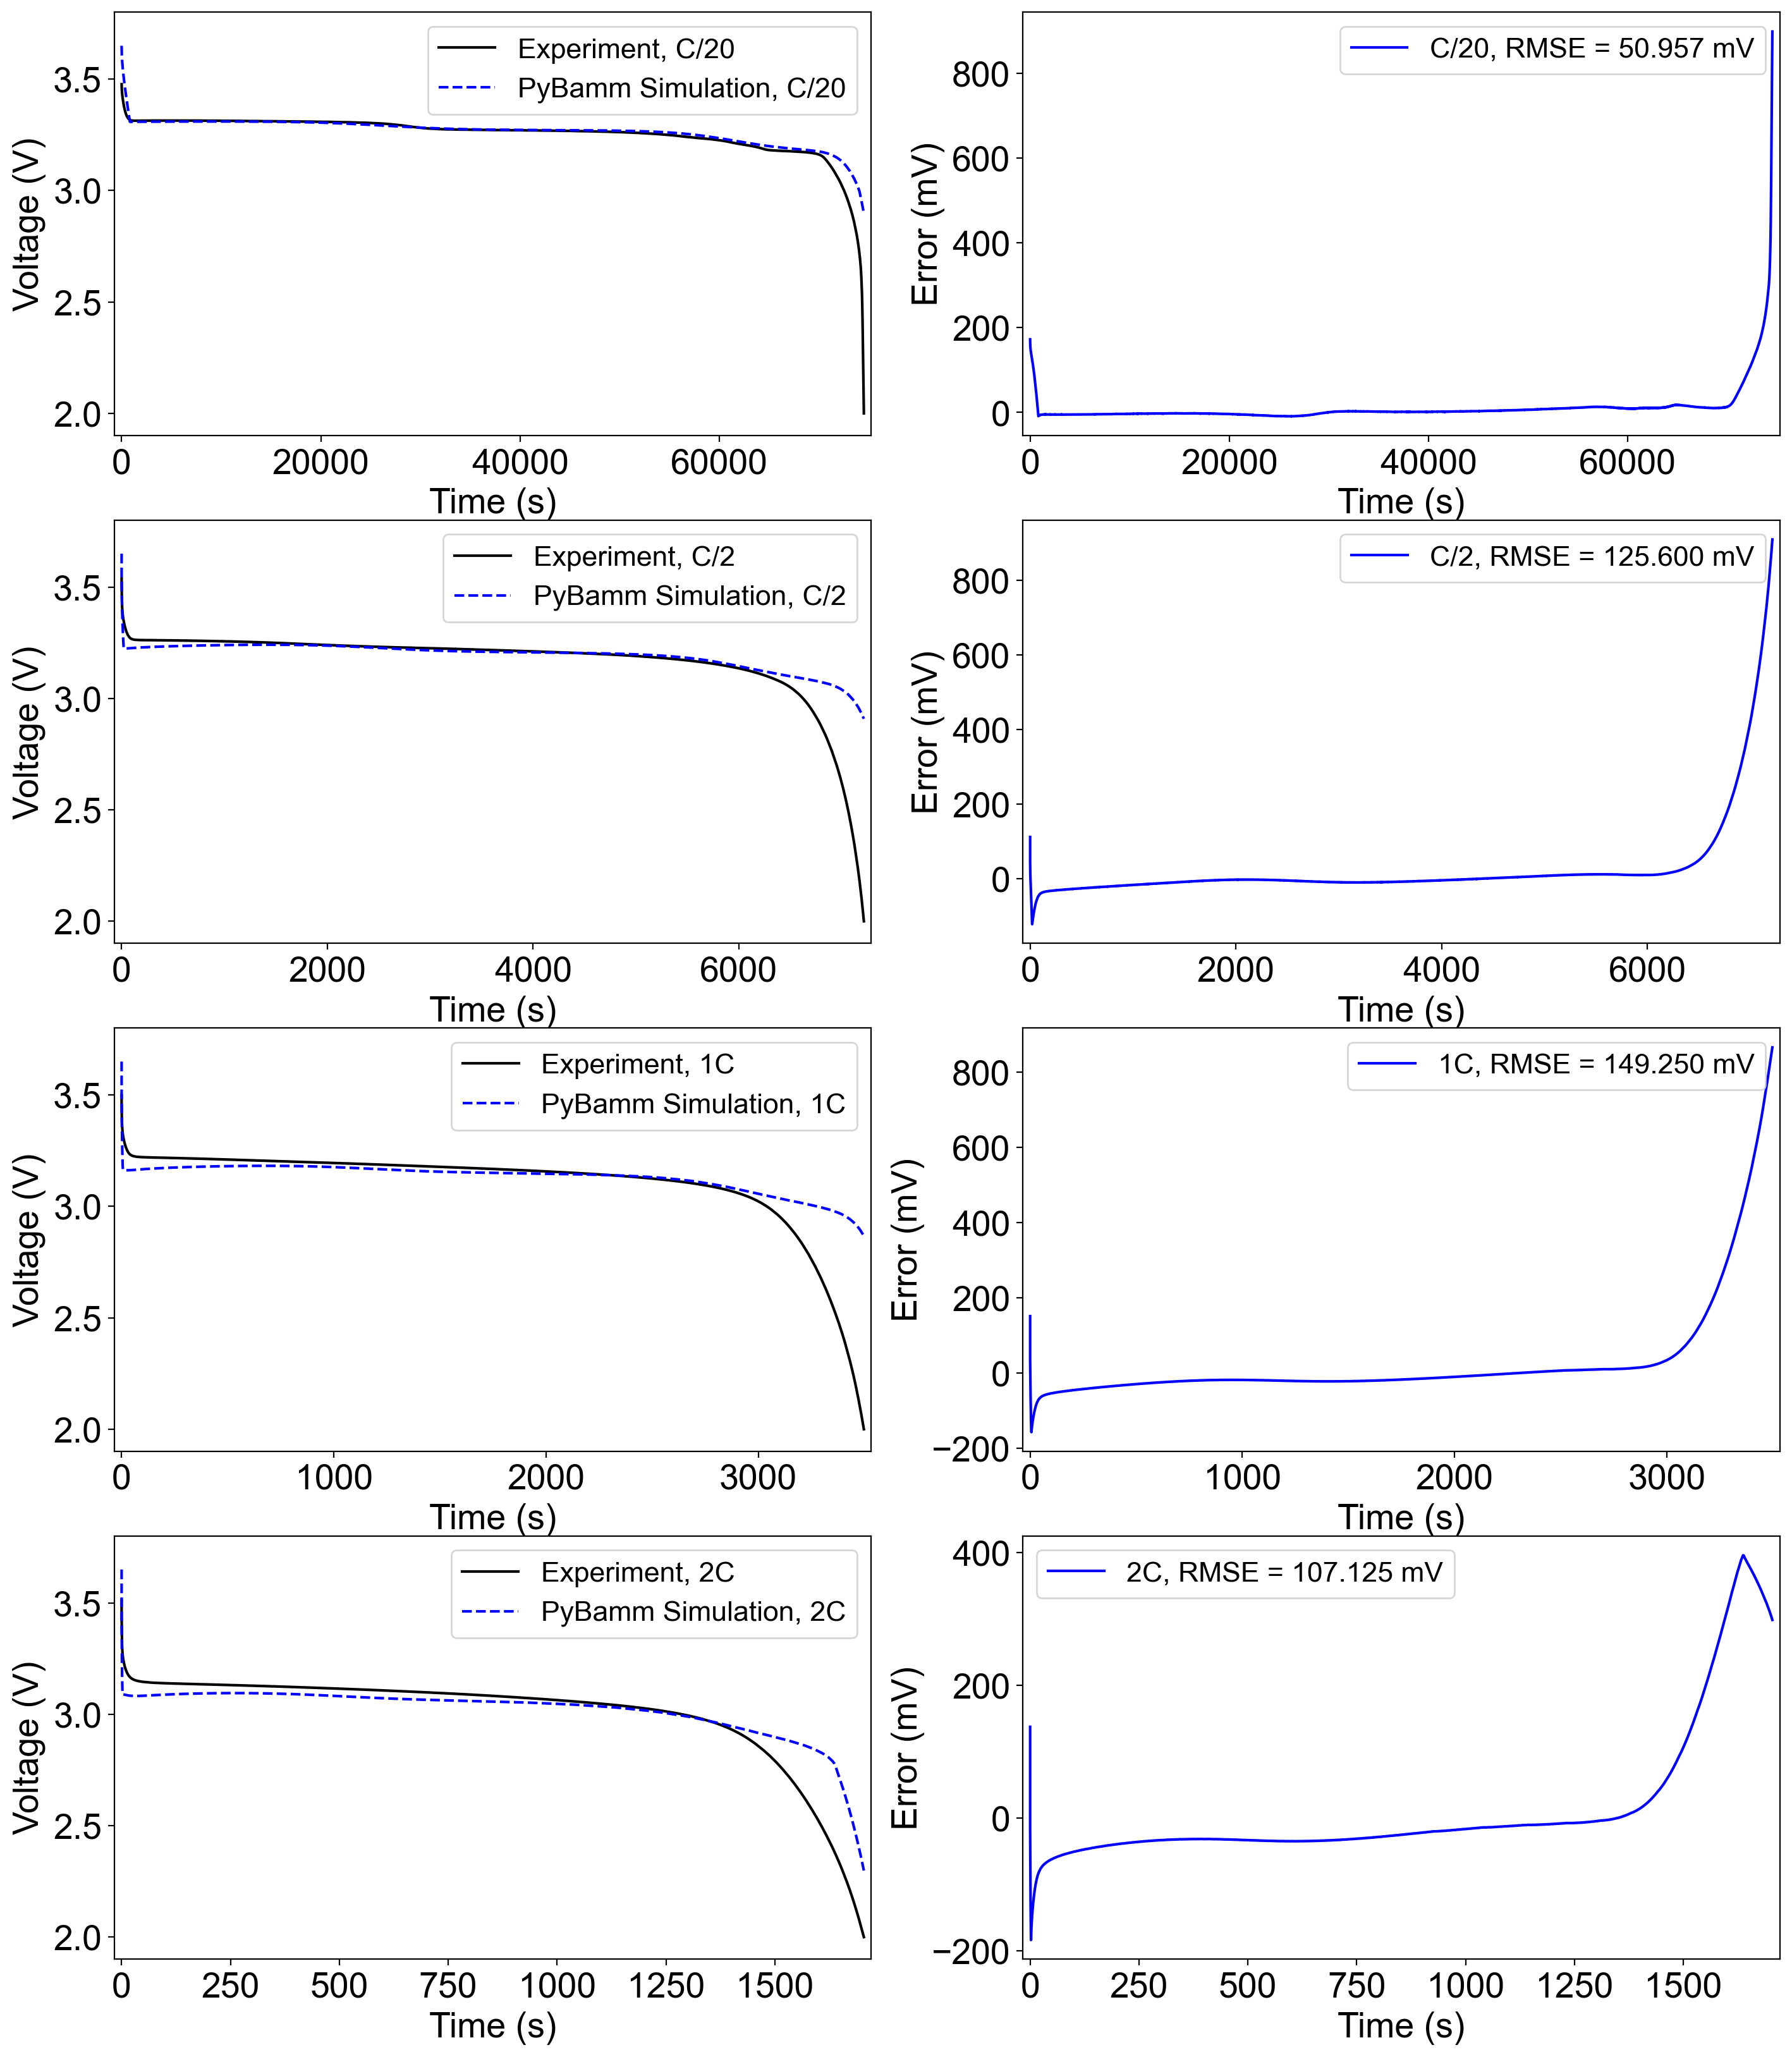 Experiment, C/20
PyBamm Simulation, C/20
Voltage (V)
3.5
3.0
2.5
2.0
0 20000 40000 60000
Time (s)
C/20, RMSE = 50.957 mV
Error (mV)
800
600
400
200
0
0 20000 40000 60000
Time (s)
Experiment, C/2
PyBamm Simulation, C/2
Voltage (V)
3.5
3.0
2.5
2.0
0 2000 4000 6000
Time (s)
C/2, RMSE = 125.600 mV
Error (mV)
800
600
400
200
0
0 2000 4000 6000
Time (s)
Experiment, 1C
PyBamm Simulation, 1C
Voltage (V)
3.5
3.0
2.5
2.0
0 1000 2000 3000
Time (s)
1C, RMSE = 149.250 mV
Error (mV)
800
600
400
200
0
−200
0 1000 2000 3000
Time (s)
Experiment, 2C
PyBamm Simulation, 2C
Voltage (V)
3.5
3.0
2.5
2.0
0 250 500 750 1000 1250 1500
Time (s)
2C, RMSE = 107.125 mV
Error (mV)
400
200
0
−200
0 250 500 750 1000 1250 1500
Time (s)